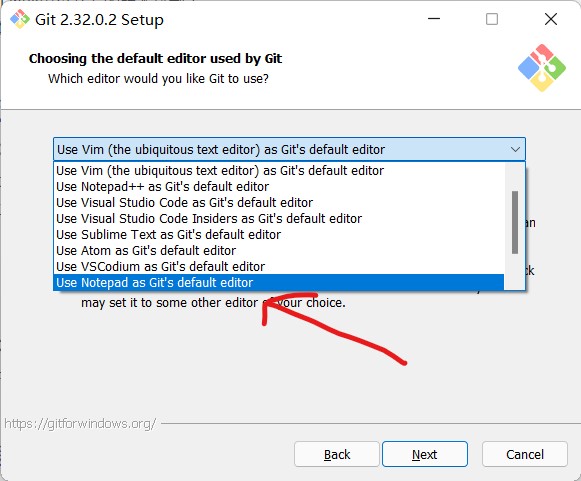 Git 2.32.0.2 Setup
Choosing the default editor used by Git
Which editor would you like Git to use?
Use Vim (the ubiquitous text editor) as Git's default editor
Use Vim (the ubiquitous text editor) as Git's default editor
Use Notepad++ as Git's default editor
Use Visual Studio Code as Git's default editor
Use Visual Studio Code Insiders as Git's default editor
Use Sublime Text as Git's default editor
Use Atom as Git's default editor
Use VSCodium as Git's default editor
Use Notepad as Git's default editor
may set it to some other editor of your choice.
https://gitforwindows.org/
Back
Next
Cancel